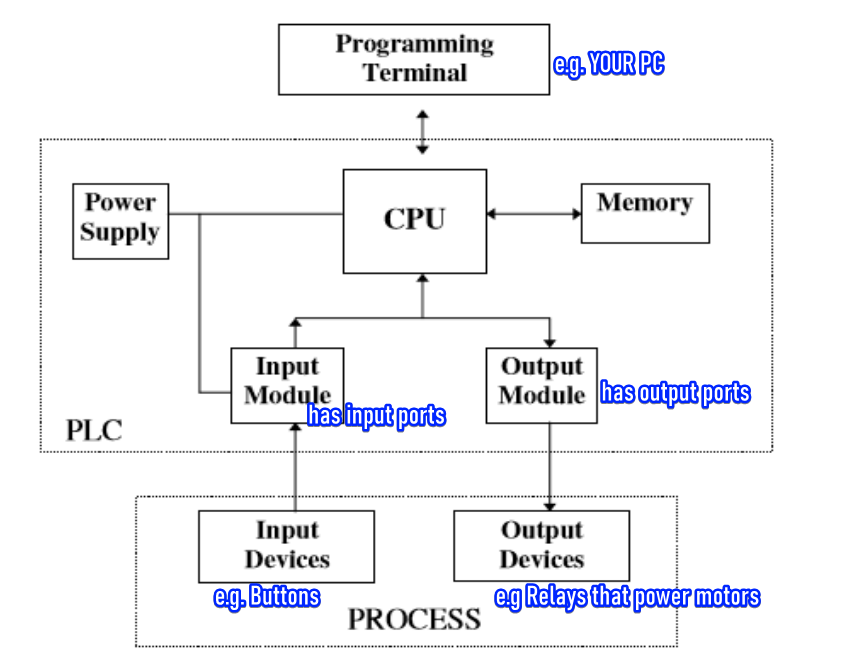 Programming
Terminal
e.g. YOUR PC
Power
Supply
CPU
Memory
Input
Module
has input ports
Output
Module
has output ports
PLC
Input
Devices
e.g. Buttons
Output
Devices
e.g Relays that power motors
PROCESS